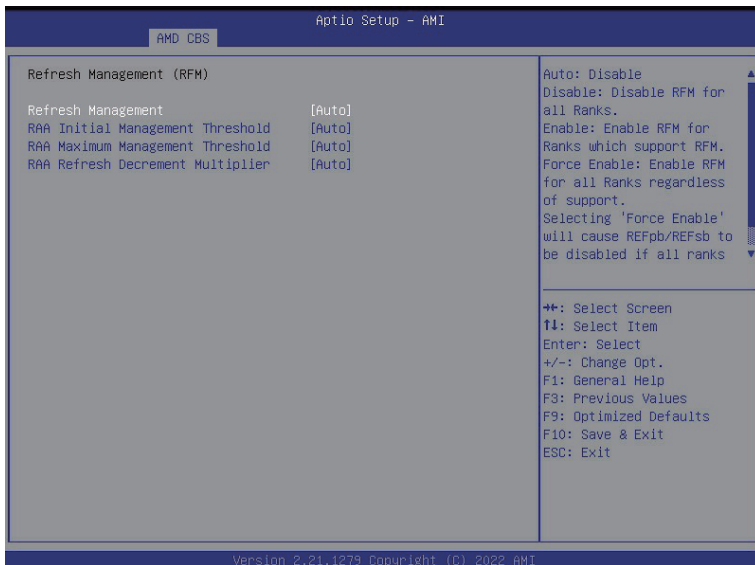 Aptio Setup - AMI
AMD CBS
Refresh Management (RFM)
Refresh Management [Auto]
RAA Initial Management Threshold [Auto]
RAA Maximum Management Threshold [Auto]
RAA Refresh Decrement Multiplier [Auto]
Auto: Disable
Disable: Disable RFM for
all Ranks.
Enable: Enable RFM for
Ranks which support RFM.
Force Enable: Enable RFM
for all Ranks regardless
of support.
Selecting 'Force Enable'
will cause REFpb/REFsb to
be disabled if all ranks
→←: Select Screen
↑↓: Select Item
Enter: Select
+/-: Change Opt.
F1: General Help
F3: Previous Values
F9: Optimized Defaults
F10: Save & Exit
ESC: Exit
Version 2.21.1279 Copyright (C) 2022 AMI